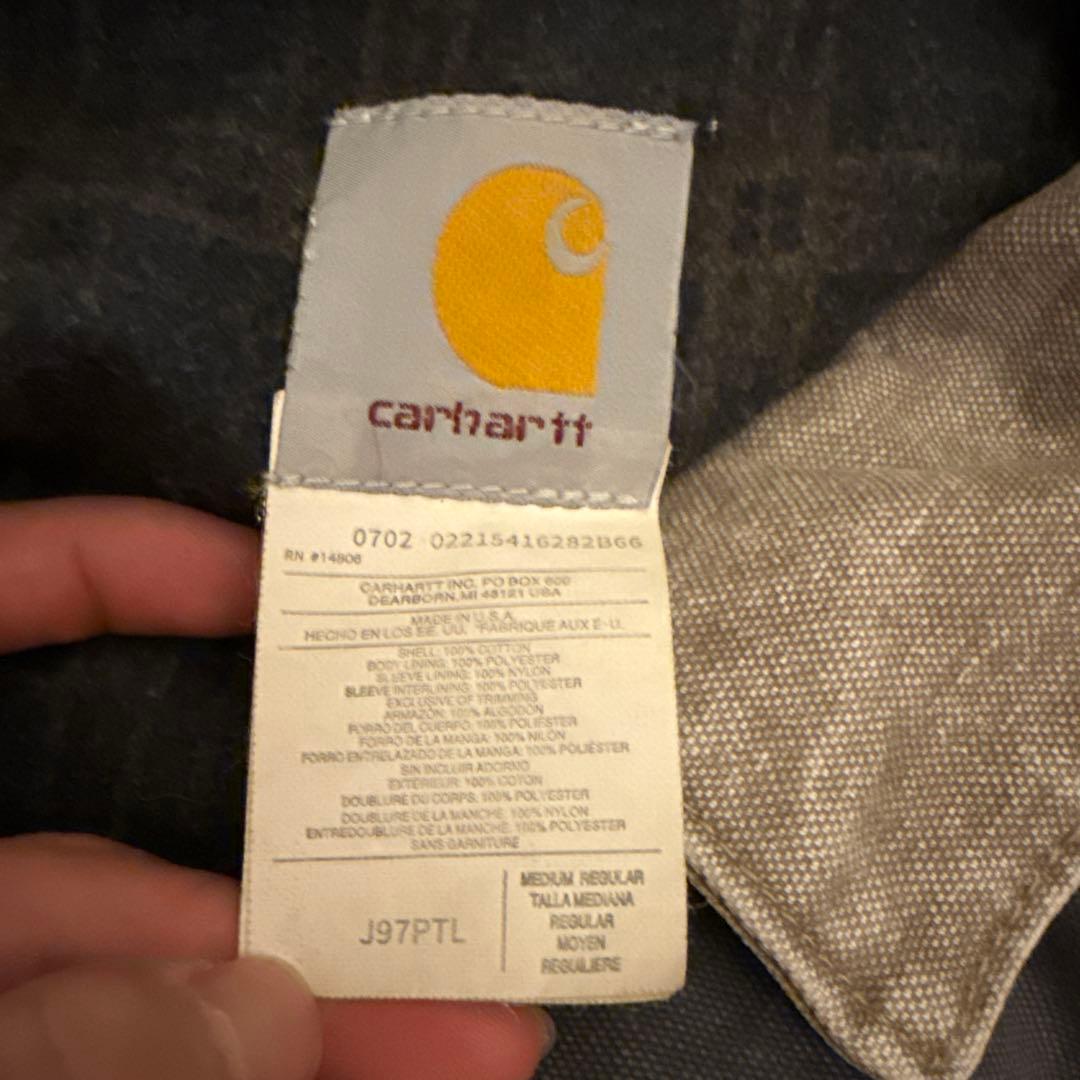 carhartt
0702 02215416282B66
RN #14806
CARHARTT INC, PO BOX 600
DEARBORN, MI 48121 USA
MADE IN U.S.A.
HECHO EN LOS EE. UU. FABRIQUE AUX E-U.
SHELL: 100% COTTON
BODY LINING: 100% POLYESTER
SLEEVE LINING: 100% NYLON
SLEEVE INTERLINING: 100% POLYESTER
EXCLUSIVE OF TRIMMING
ARMAZON: 100% ALGODON
FORRO DEL CUERPO: 100% POLIESTER
FORRO DE LA MANGA: 100% NILON
FORRO ENTRELAZADO DE LA MANGA: 100% POLIÉSTER
SIN INCLUIR ADORNO
EXTERIEUR: 100% COTON
DOUBLURE DU CORPS, 100% POLYESTER
DOUBLURE DE LA MANCHE, 100% NYLON
ENTREDOUBLURE DE LA MANCHE, 100% POLYESTER
SANS GARNITURE
J97PTL
MEDIUM REGULAR
TALLA MEDIANA
REGULAR
MOYEN
REGULIERE